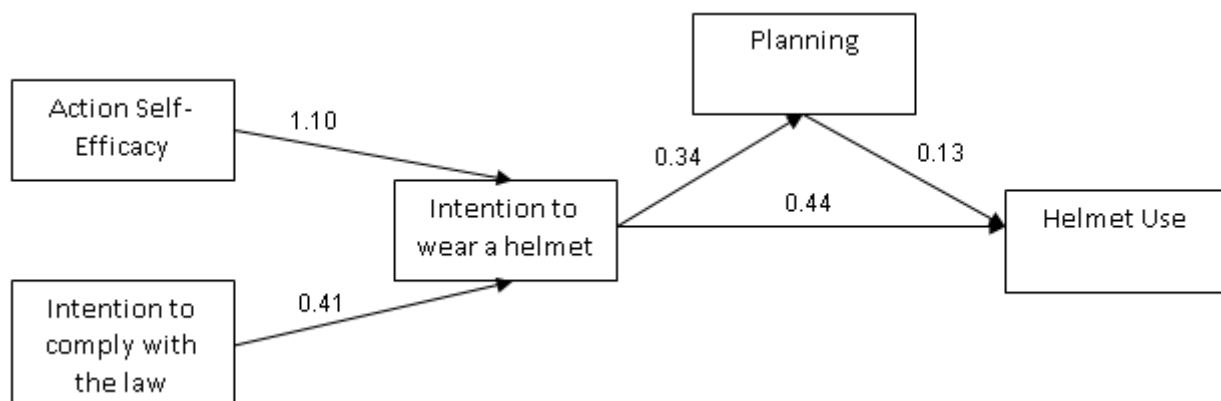 Planning
Action Self-
Efficacy
1.10
0.34
0.13
Intention to
wear a helmet
0.44
Helmet Use
0.41
Intention to
comply with
the law